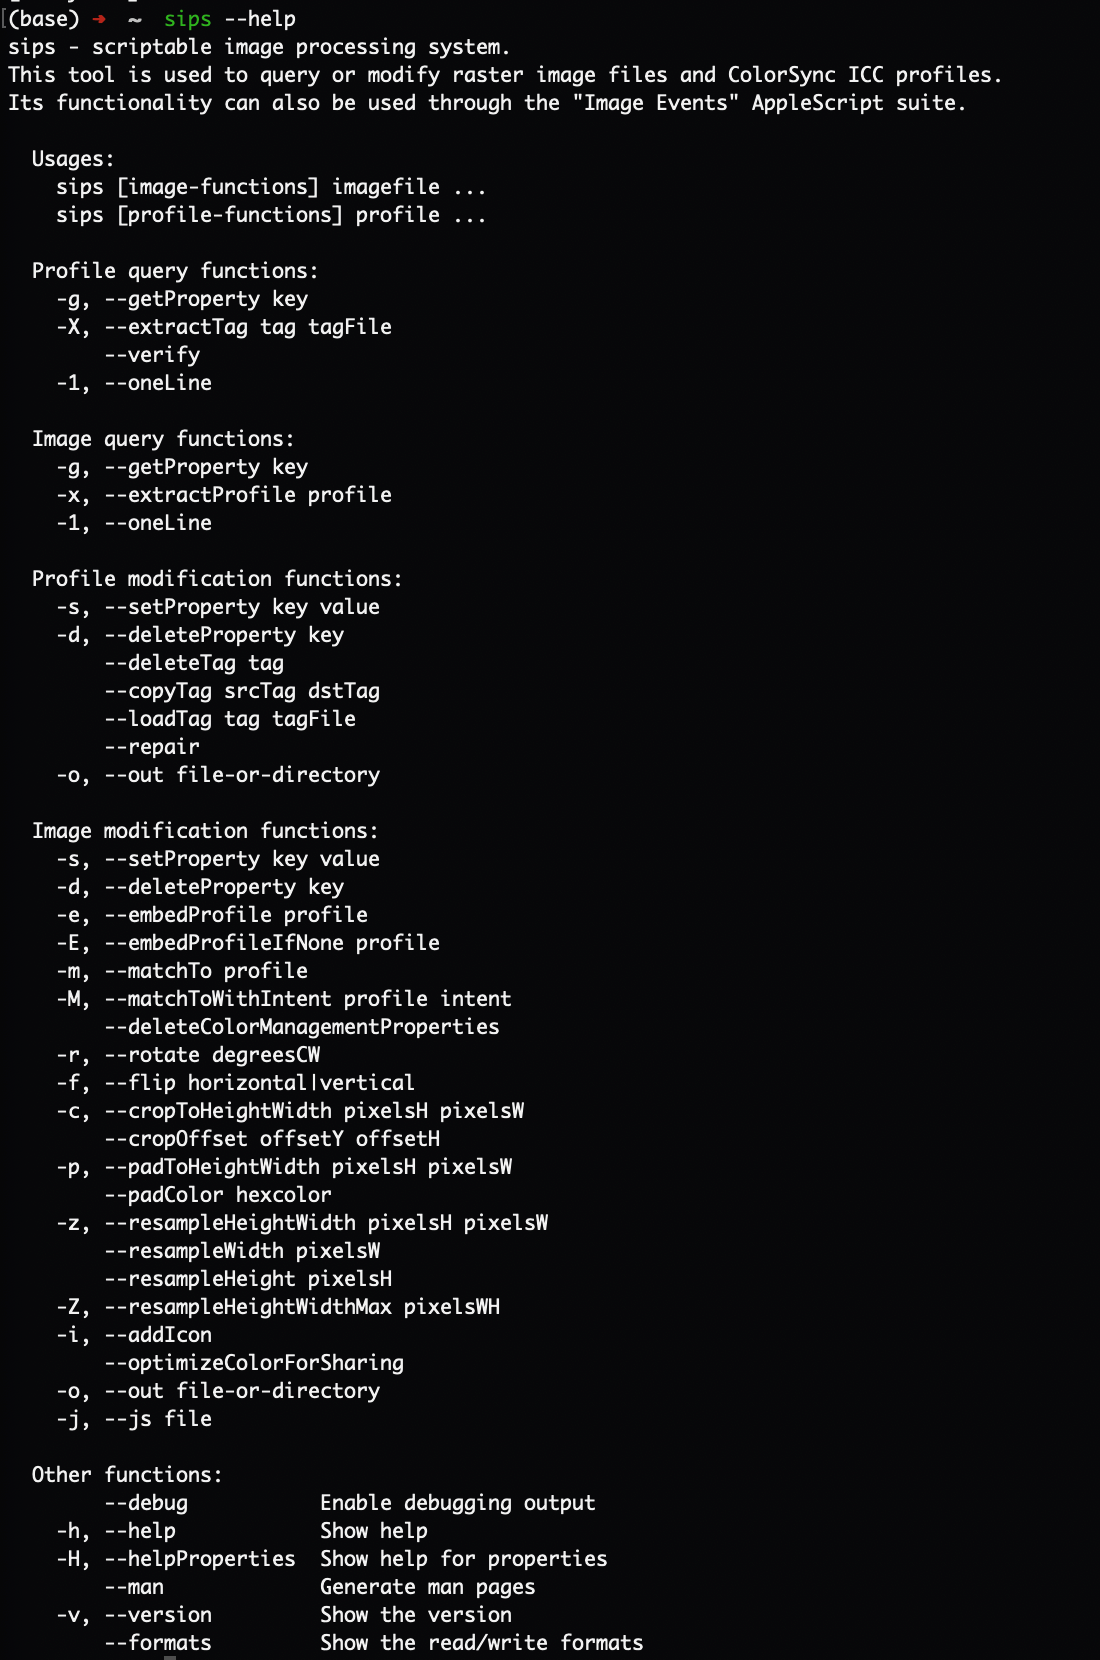 (base) ➜  ~  sips --help
sips - scriptable image processing system.
This tool is used to query or modify raster image files and ColorSync ICC profiles.
Its functionality can also be used through the "Image Events" AppleScript suite.

  Usages:
    sips [image-functions] imagefile ...
    sips [profile-functions] profile ...

  Profile query functions:
    -g, --getProperty key
    -X, --extractTag tag tagFile
        --verify
    -1, --oneLine

  Image query functions:
    -g, --getProperty key
    -x, --extractProfile profile
    -1, --oneLine

  Profile modification functions:
    -s, --setProperty key value
    -d, --deleteProperty key
        --deleteTag tag
        --copyTag srcTag dstTag
        --loadTag tag tagFile
        --repair
    -o, --out file-or-directory

  Image modification functions:
    -s, --setProperty key value
    -d, --deleteProperty key
    -e, --embedProfile profile
    -E, --embedProfileIfNone profile
    -m, --matchTo profile
    -M, --matchToWithIntent profile intent
        --deleteColorManagementProperties
    -r, --rotate degreesCW
    -f, --flip horizontal|vertical
    -c, --cropToHeightWidth pixelsH pixelsW
        --cropOffset offsetY offsetH
    -p, --padToHeightWidth pixelsH pixelsW
        --padColor hexcolor
    -z, --resampleHeightWidth pixelsH pixelsW
        --resampleWidth pixelsW
        --resampleHeight pixelsH
    -Z, --resampleHeightWidthMax pixelsWH
    -i, --addIcon
        --optimizeColorForSharing
    -o, --out file-or-directory
    -j, --js file

  Other functions:
        --debug           Enable debugging output
    -h, --help            Show help
    -H, --helpProperties  Show help for properties
        --man             Generate man pages
    -v, --version         Show the version
        --formats         Show the read/write formats